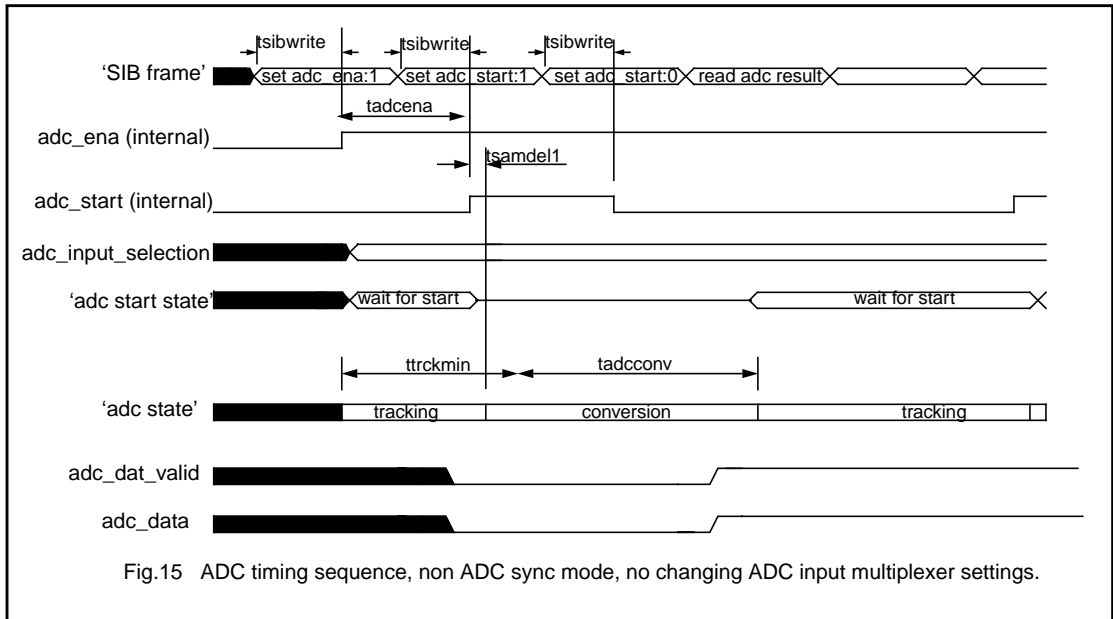 tsibwrite tsibwrite tsibwrite
‘SIB frame’ set adc_ena:1 set adc_start:1 set adc_start:0 read adc result
tadcena
adc_ena (internal)
tsamdel1
adc_start (internal)
adc_input_selection
‘adc start state’ wait for start wait for start
ttrckmin tadcconv
‘adc state’ tracking conversion tracking
adc_dat_valid
adc_data
Fig.15 ADC timing sequence, non ADC sync mode, no changing ADC input multiplexer settings.